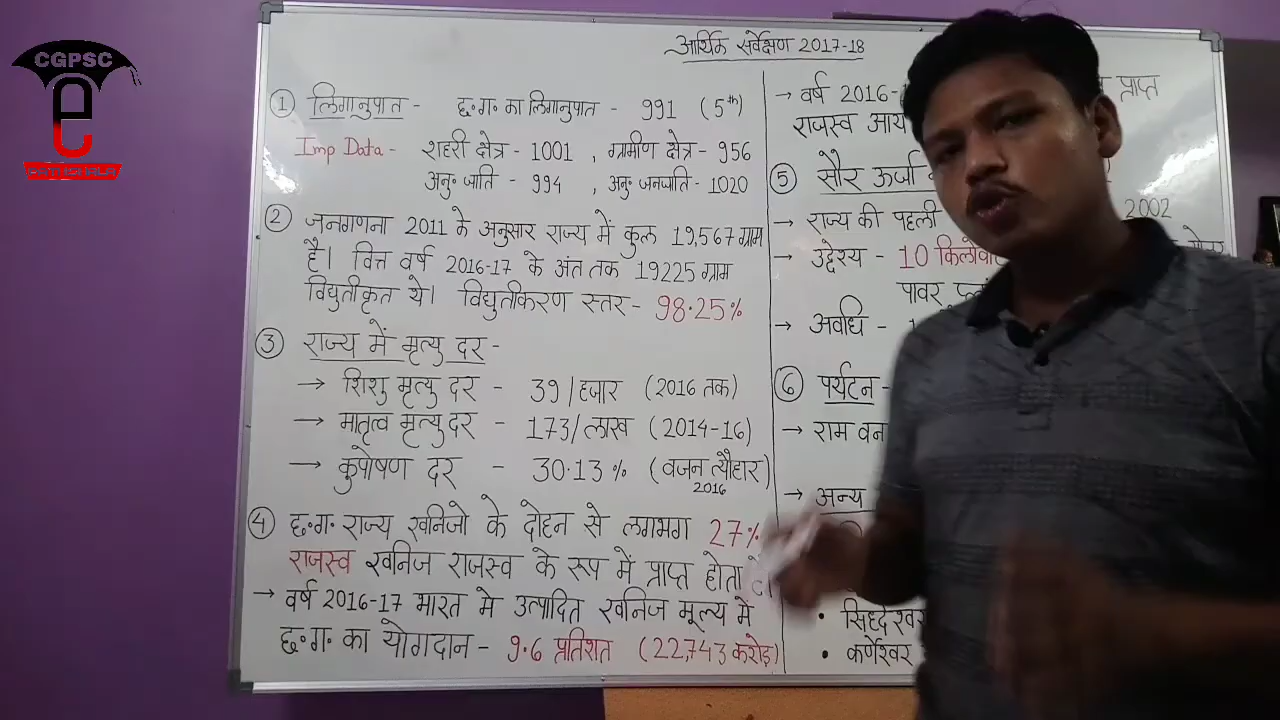 CGPSC
e
PATHSHALA
आर्थिक सर्वेक्षण 2017-18
① लिंगानुपात - छ.ग. का लिंगानुपात - 991 (5th)
Imp Data - शहरी क्षेत्र - 1001 , ग्रामीण क्षेत्र - 956
अनु॰ जाति - 994 , अनु॰ जनजाति - 1020
② जनगणना 2011 के अनुसार राज्य में कुल 19,567 ग्राम
है। वित्त वर्ष 2016-17 के अंत तक 19225 ग्राम
विधुतीकृत थे। विधुतीकरण स्तर - 98.25%
③ राज्य में मृत्यु दर -
→ शिशु मृत्यु दर - 39/हजार (2016 तक)
→ मातृत्व मृत्यु दर - 173/लाख (2014-16)
→ कुपोषण दर - 30.13% (वजन त्यौहार)
2016
④ छ.ग. राज्य खनिजो के दोहन से लगभग 27%
राजस्व खनिज राजस्व के रूप में प्राप्त होता
→ वर्ष 2016-17 भारत मे उत्पादित खनिज मूल्य मे
छ.ग. का योगदान - 9.6 प्रतिशत (22,743 करोड़)
→ वर्ष 2016- प्राप्त
राजस्व आय
⑤ सौर ऊर्जा
→ राज्य की पहली 2002
→ उद्देश्य - 10 किलोवा
पावर
→ अवधि -
⑥ पर्यटन -
→ राम वन
→ अन्य
• सिध्देश्वर
• कर्णेश्वर